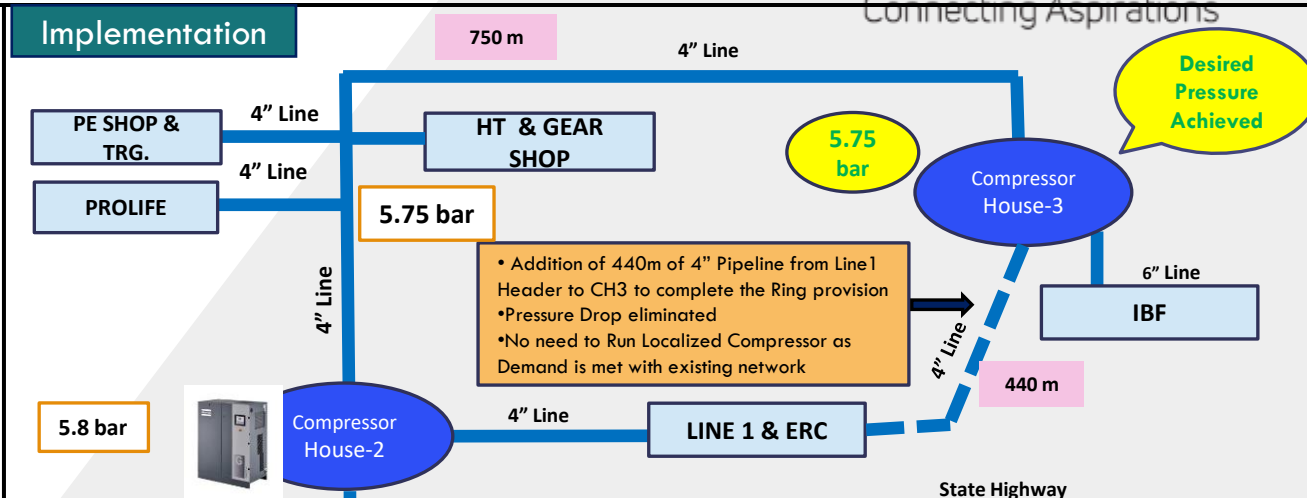 Connecting Aspirations
Implementation
750 m
4” Line
Desired
Pressure
Achieved
PE SHOP &
TRG.
4” Line
HT & GEAR
SHOP
5.75
bar
4” Line
Compressor
House-3
PROLIFE
5.75 bar
• Addition of 440m of 4” Pipeline from Line1
Header to CH3 to complete the Ring provision
•Pressure Drop eliminated
•No need to Run Localized Compressor as
Demand is met with existing network
6” Line
IBF
4” Line
4” Line
440 m
5.8 bar
Compressor
House-2
4” Line
LINE 1 & ERC
State Highway